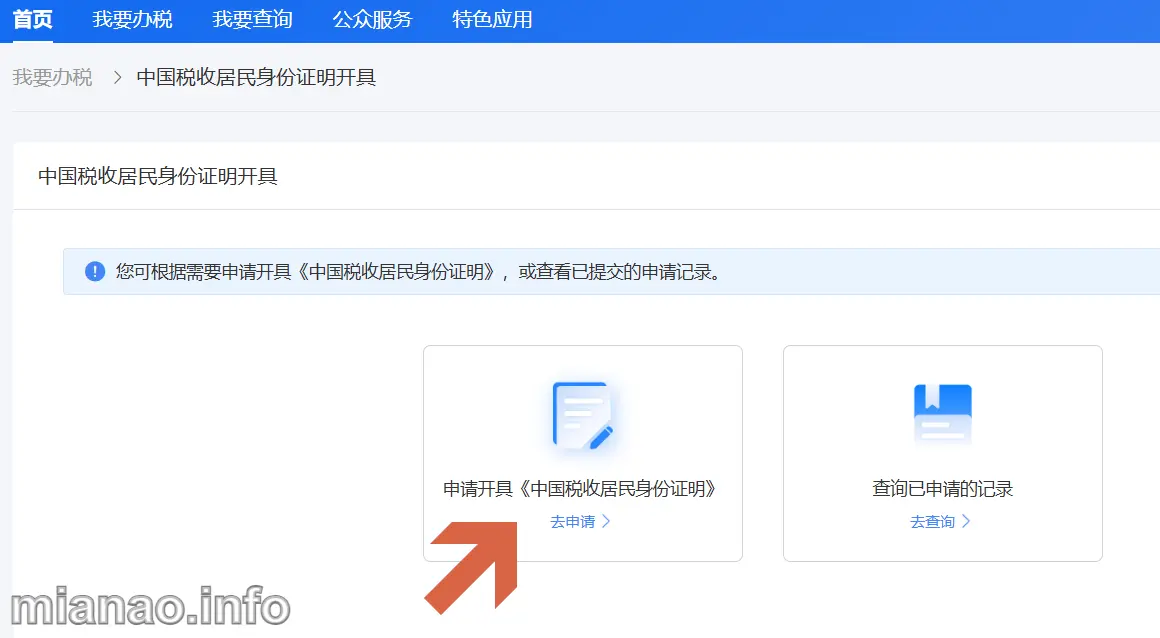 首页 我要办税 我要查询 公众服务 特色应用
我要办税 > 中国税收居民身份证明开具
中国税收居民身份证明开具
您可根据需要申请开具《中国税收居民身份证明》，或查看已提交的申请记录。
申请开具《中国税收居民身份证明》
去申请 >
查询已申请的记录
去查询 >
mianao.info